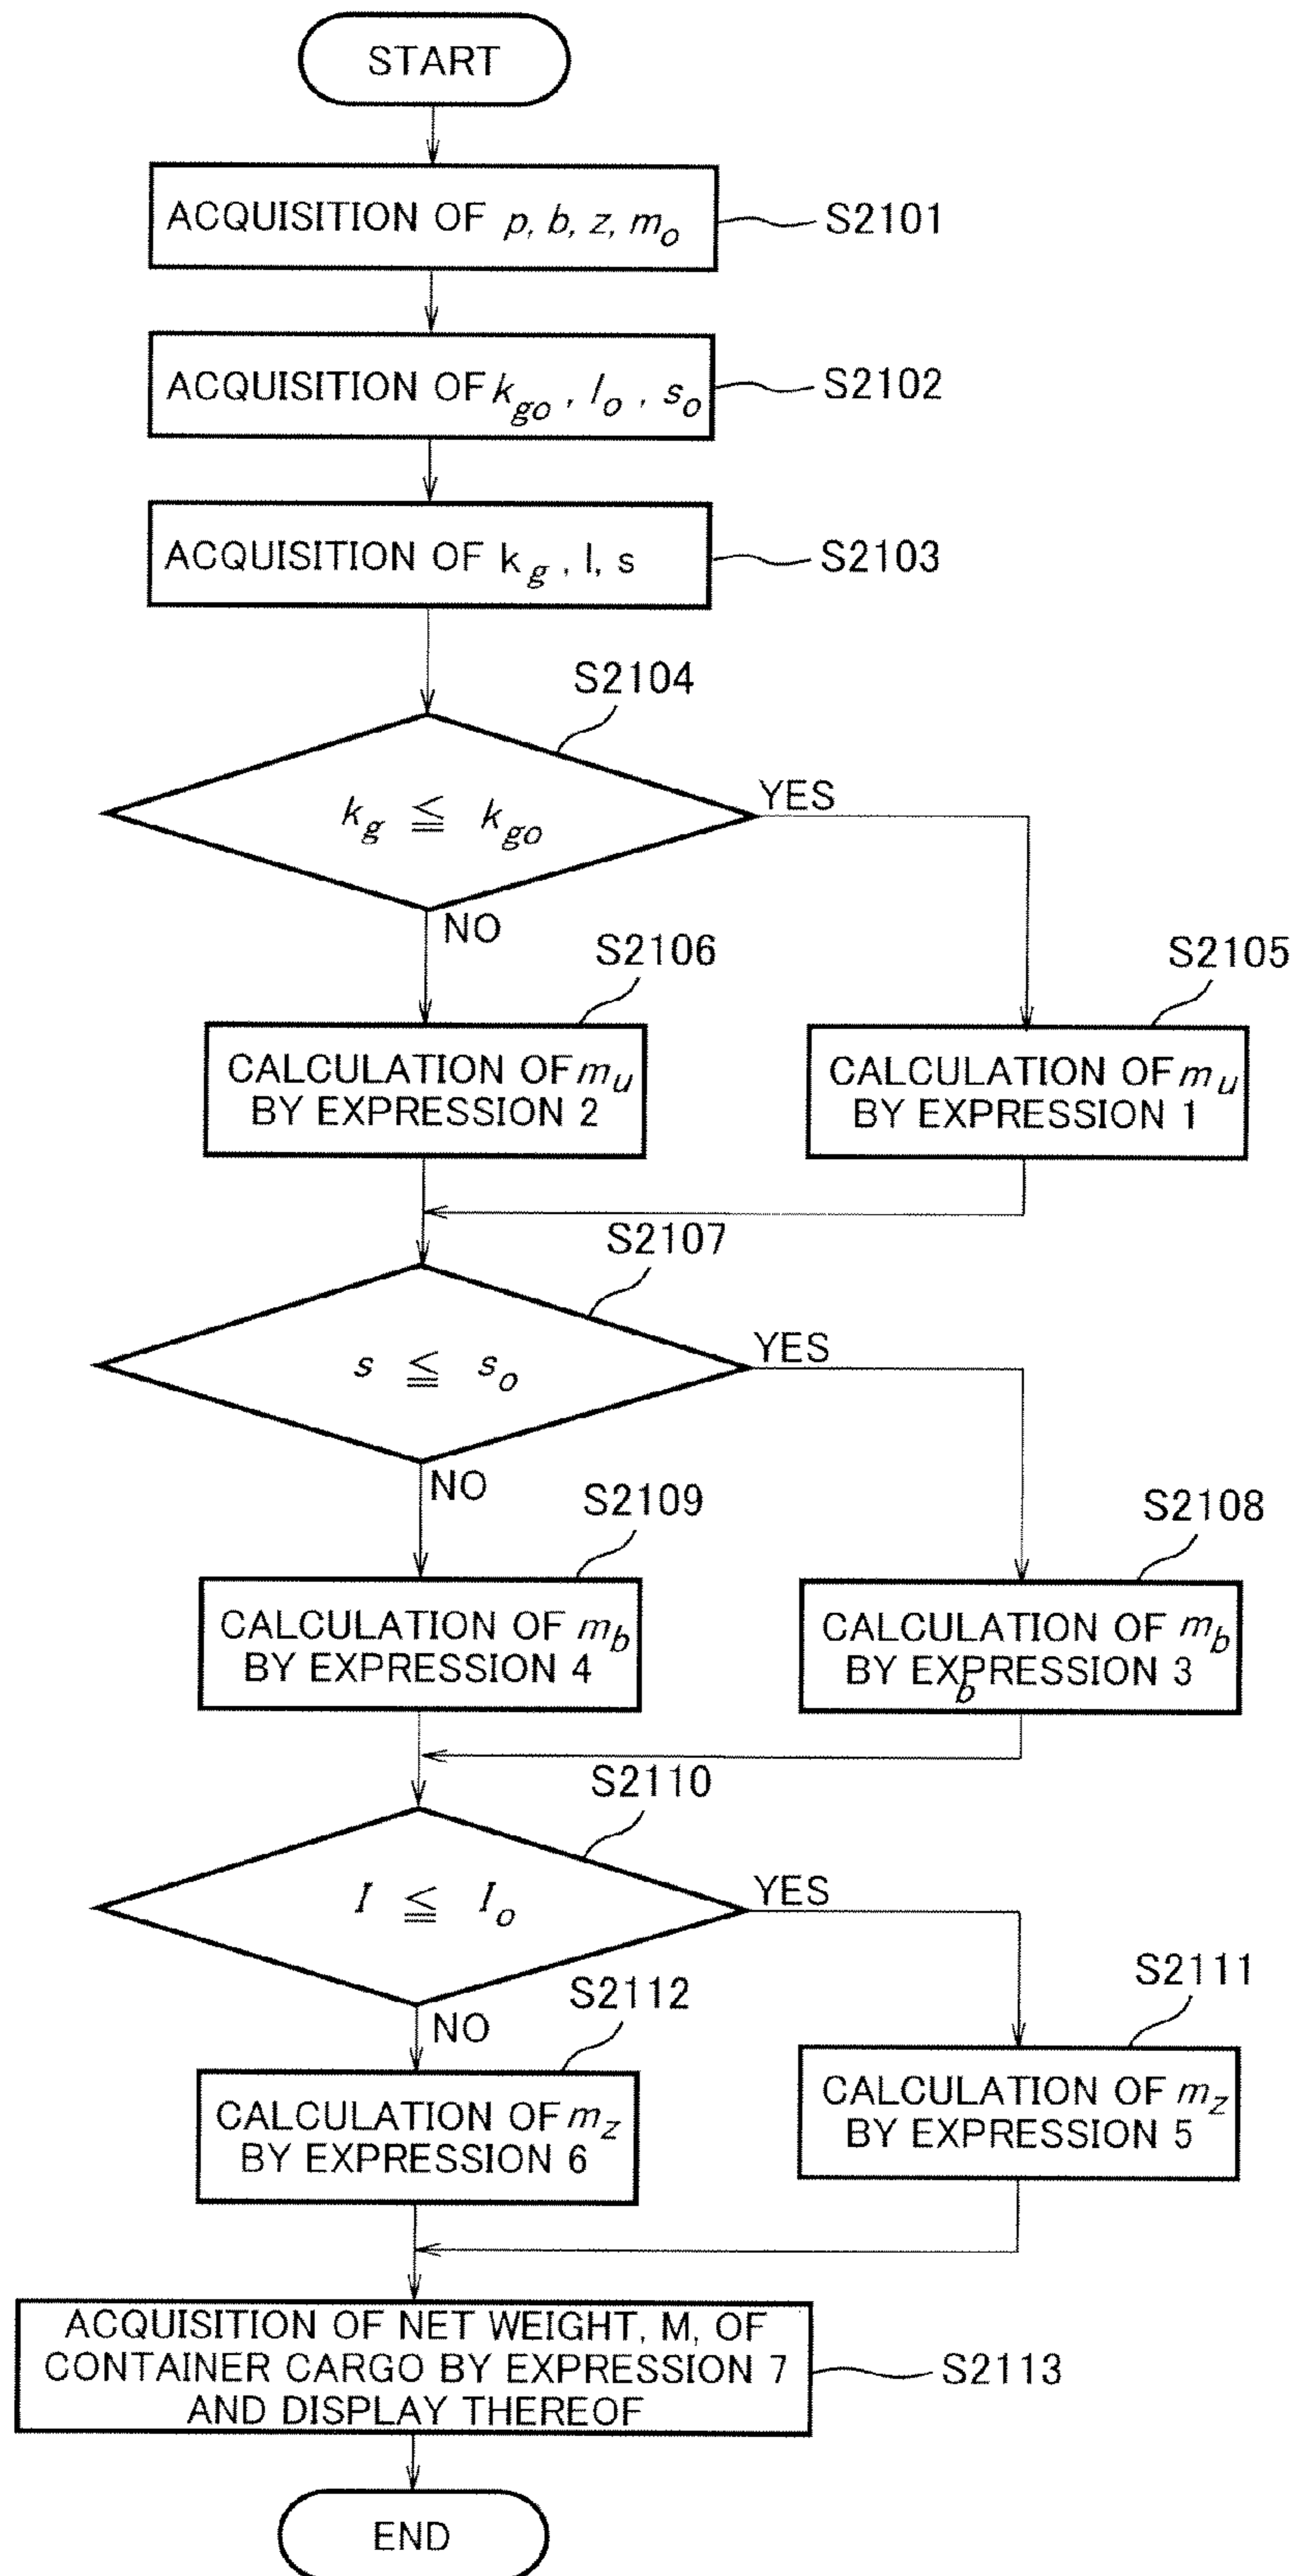 START
ACQUISITION OF p, b, z, m_o
S2101
ACQUISITION OF k_go , l_o , s_o
S2102
ACQUISITION OF k_g , l, s
S2103
S2104
k_g ≦ k_go
YES
NO
S2106
S2105
CALCULATION OF m_u
BY EXPRESSION 2
CALCULATION OF m_u
BY EXPRESSION 1
S2107
s ≦ s_o
YES
NO
S2109
S2108
CALCULATION OF m_b
BY EXPRESSION 4
CALCULATION OF m_b
BY EXPRESSION 3
b
S2110
I ≦ I_o
YES
NO
S2112
S2111
CALCULATION OF m_z
BY EXPRESSION 6
CALCULATION OF m_z
BY EXPRESSION 5
ACQUISITION OF NET WEIGHT, M, OF
CONTAINER CARGO BY EXPRESSION 7
AND DISPLAY THEREOF
S2113
END